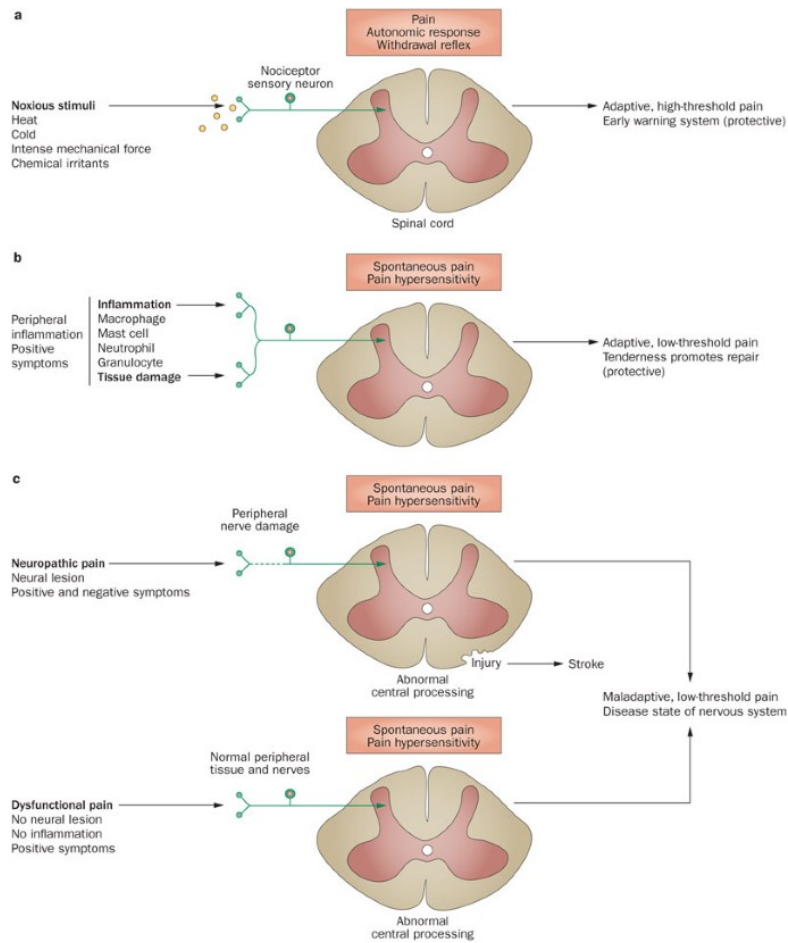 a
Pain
Autonomic response
Withdrawal reflex
Nociceptor
sensory neuron
Noxious stimuli
Heat
Cold
Intense mechanical force
Chemical irritants
Adaptive, high-threshold pain
Early warning system (protective)
Spinal cord
b
Spontaneous pain
Pain hypersensitivity
Peripheral
inflammation
Positive
symptoms
Inflammation
Macrophage
Mast cell
Neutrophil
Granulocyte
Tissue damage
Adaptive, low-threshold pain
Tenderness promotes repair
(protective)
c
Spontaneous pain
Pain hypersensitivity
Peripheral
nerve damage
Neuropathic pain
Neural lesion
Positive and negative symptoms
Injury
Stroke
Abnormal
central processing
Maladaptive, low-threshold pain
Disease state of nervous system
Spontaneous pain
Pain hypersensitivity
Normal peripheral
tissue and nerves
Dysfunctional pain
No neural lesion
No inflammation
Positive symptoms
Abnormal
central processing